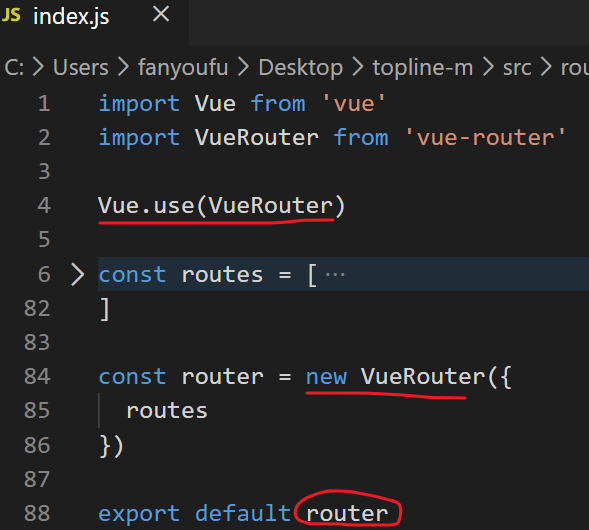 JS index.js ×
C: > Users > fanyoufu > Desktop > topline-m > src > rou
1 import Vue from 'vue'
2 import VueRouter from 'vue-router'
3
4 Vue.use(VueRouter)
5
6 > const routes = [ ···
82 ]
83
84 const router = new VueRouter({
85 routes
86 })
87
88 export default router